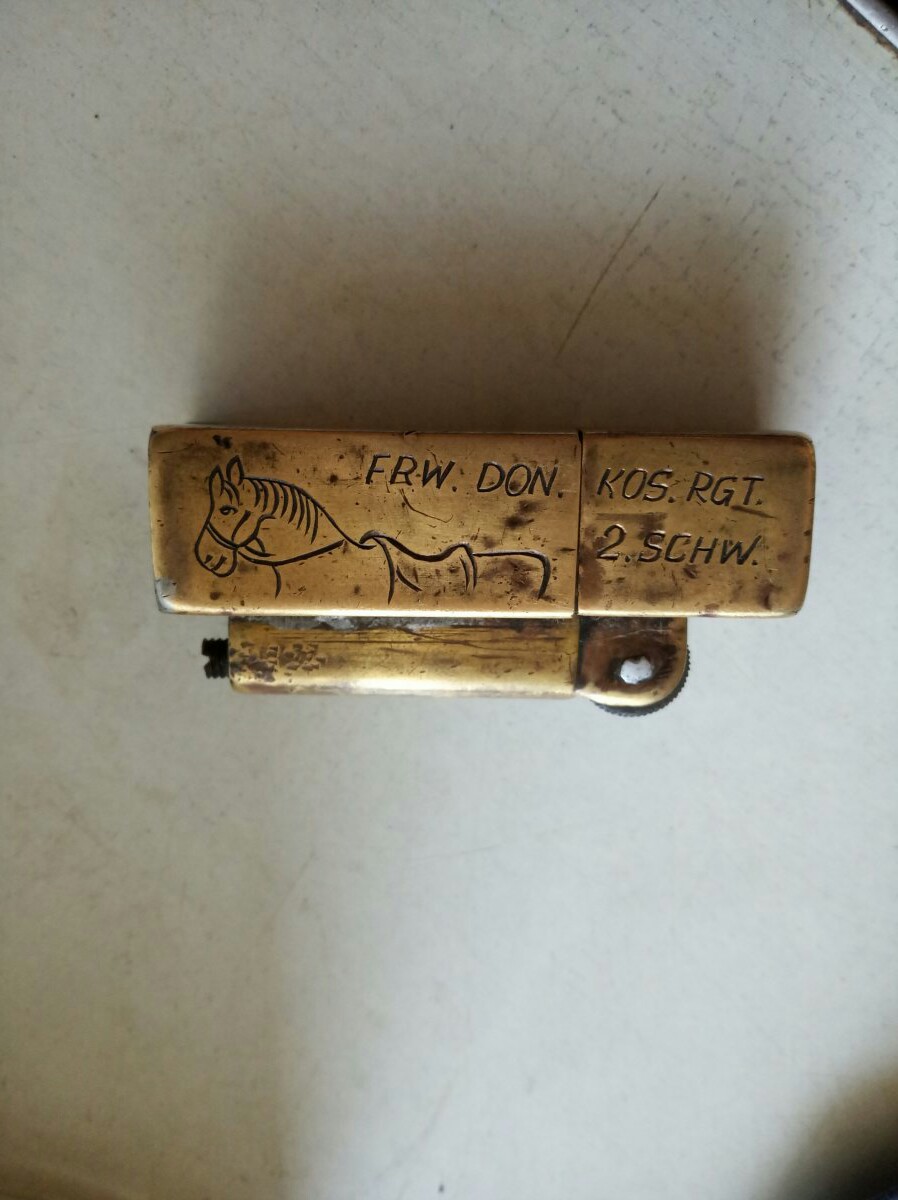 FRW. DON. KOS. RGT.
2. SCHW.